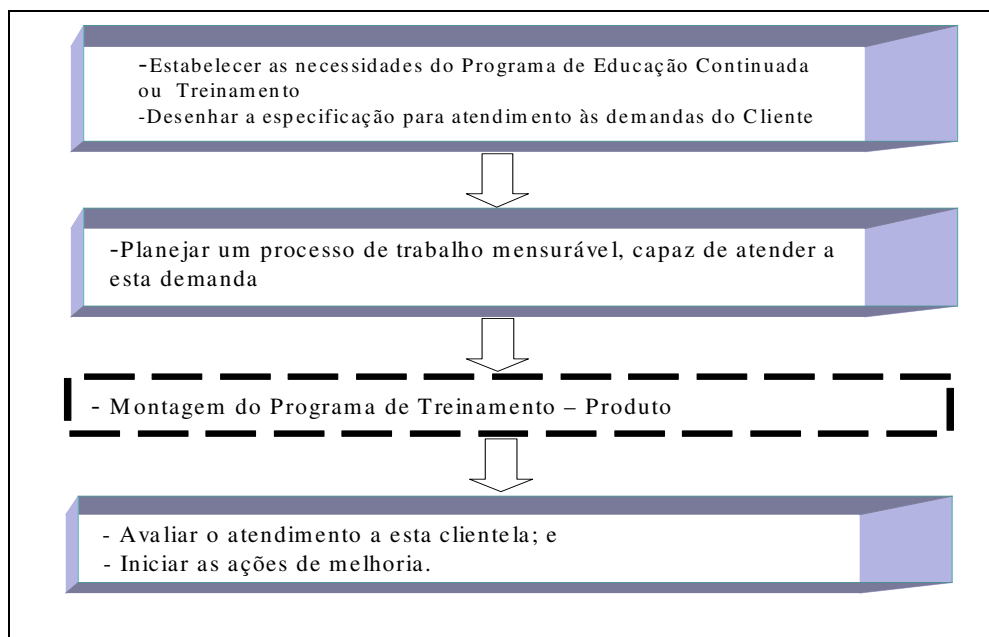 -Estabelecer as necessidades do Programa de Educação Continuada
ou Treinamento
-Desenhar a especificação para atendimento às demandas do Cliente
-Planejar um processo de trabalho mensurável, capaz de atender a
esta demanda
- Montagem do Programa de Treinamento – Produto
- Avaliar o atendimento a esta clientela; e
- Iniciar as ações de melhoria.